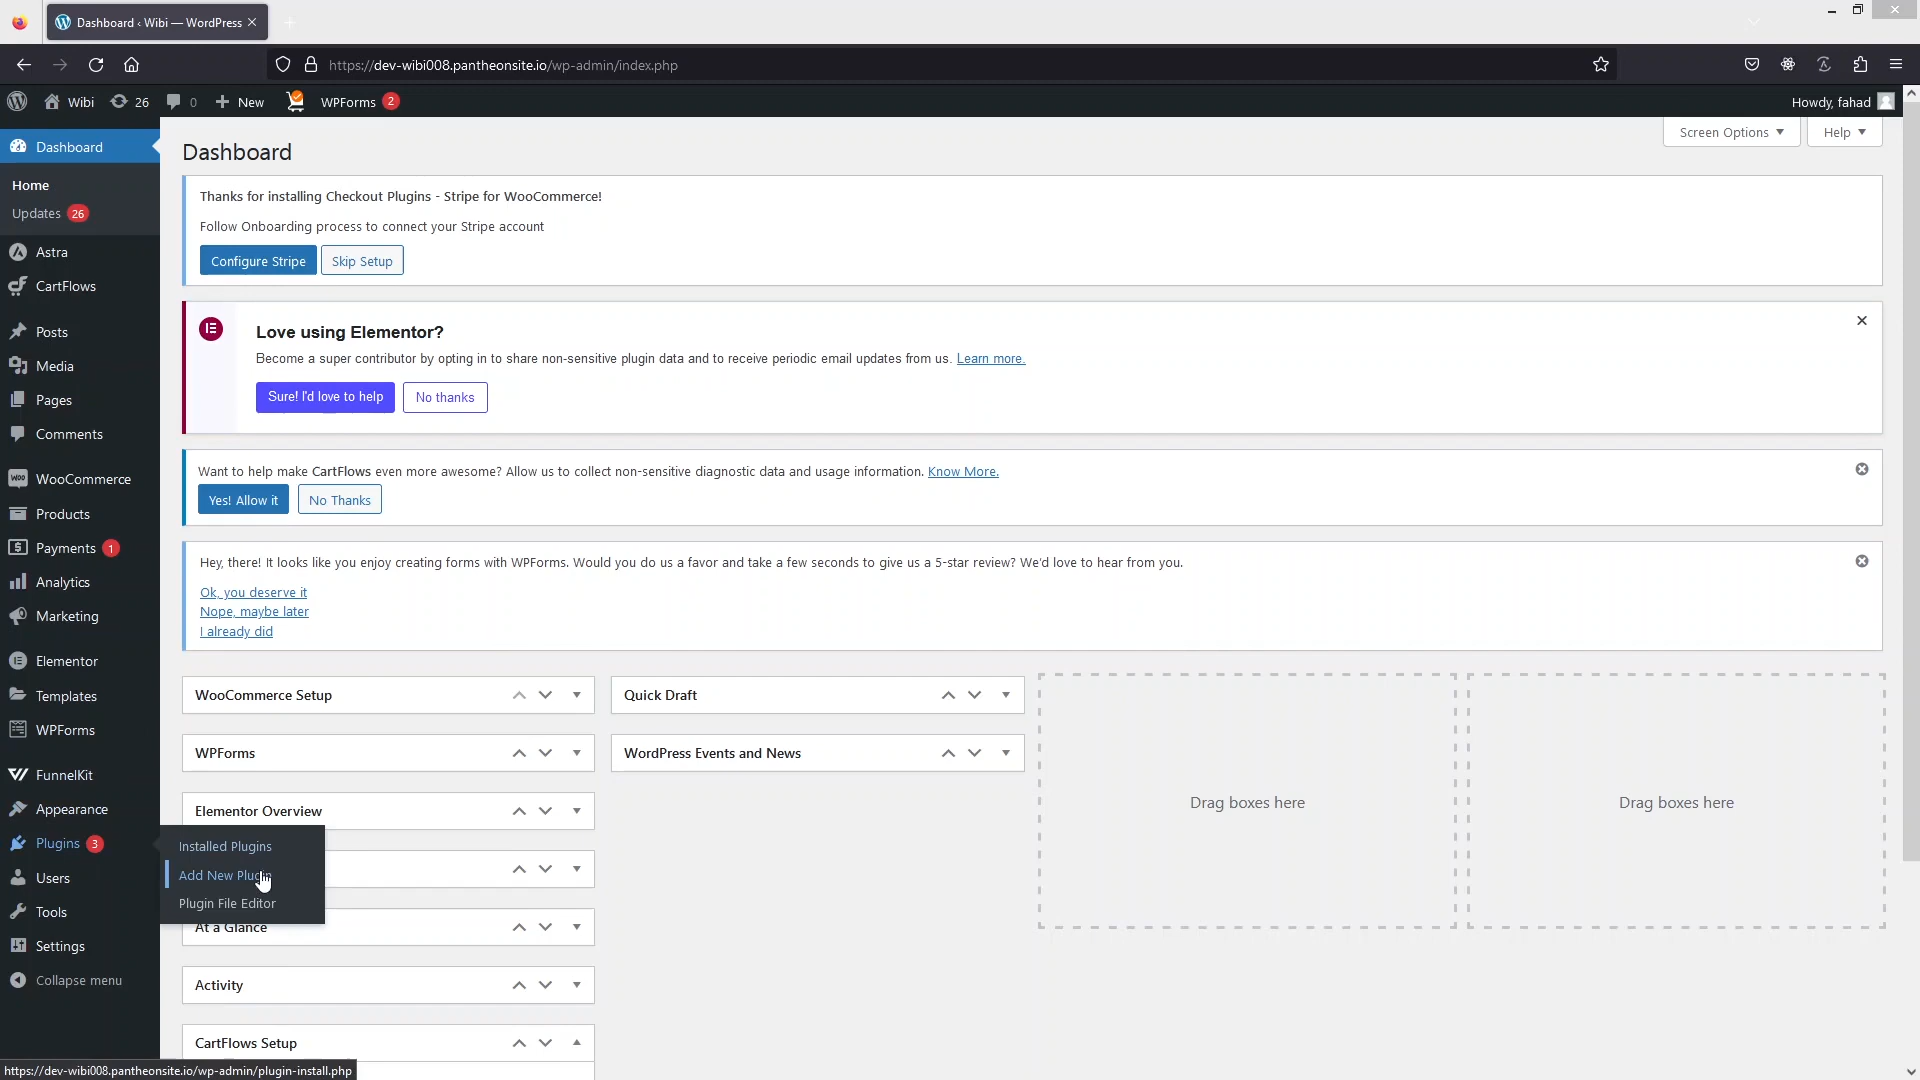 Dashboard ‹ Wibi — WordPress
https://dev-wibi008.pantheonsite.io/wp-admin/index.php
Wibi
26
0
New
WPForms 2
Howdy, fahad
Screen Options
Help
Dashboard
Home
Updates 26
Astra
CartFlows
Posts
Media
Pages
Comments
WooCommerce
Products
Payments 1
Analytics
Marketing
Elementor
Templates
WPForms
FunnelKit
Appearance
Plugins 3
Users
Tools
Settings
Collapse menu
Installed Plugins
Add New Plugin
Plugin File Editor
Dashboard
Thanks for installing Checkout Plugins - Stripe for WooCommerce!
Follow Onboarding process to connect your Stripe account
Configure Stripe
Skip Setup
Love using Elementor?
Become a super contributor by opting in to share non-sensitive plugin data and to receive periodic email updates from us. Learn more.
Sure! I'd love to help
No thanks
Want to help make CartFlows even more awesome? Allow us to collect non-sensitive diagnostic data and usage information. Know More.
Yes! Allow it
No Thanks
Hey, there! It looks like you enjoy creating forms with WPForms. Would you do us a favor and take a few seconds to give us a 5-star review? We'd love to hear from you.
Ok, you deserve it
Nope, maybe later
I already did
WooCommerce Setup
WPForms
Elementor Overview
At a Glance
Activity
CartFlows Setup
Quick Draft
WordPress Events and News
Drag boxes here
Drag boxes here
https://dev-wibi008.pantheonsite.io/wp-admin/plugin-install.php